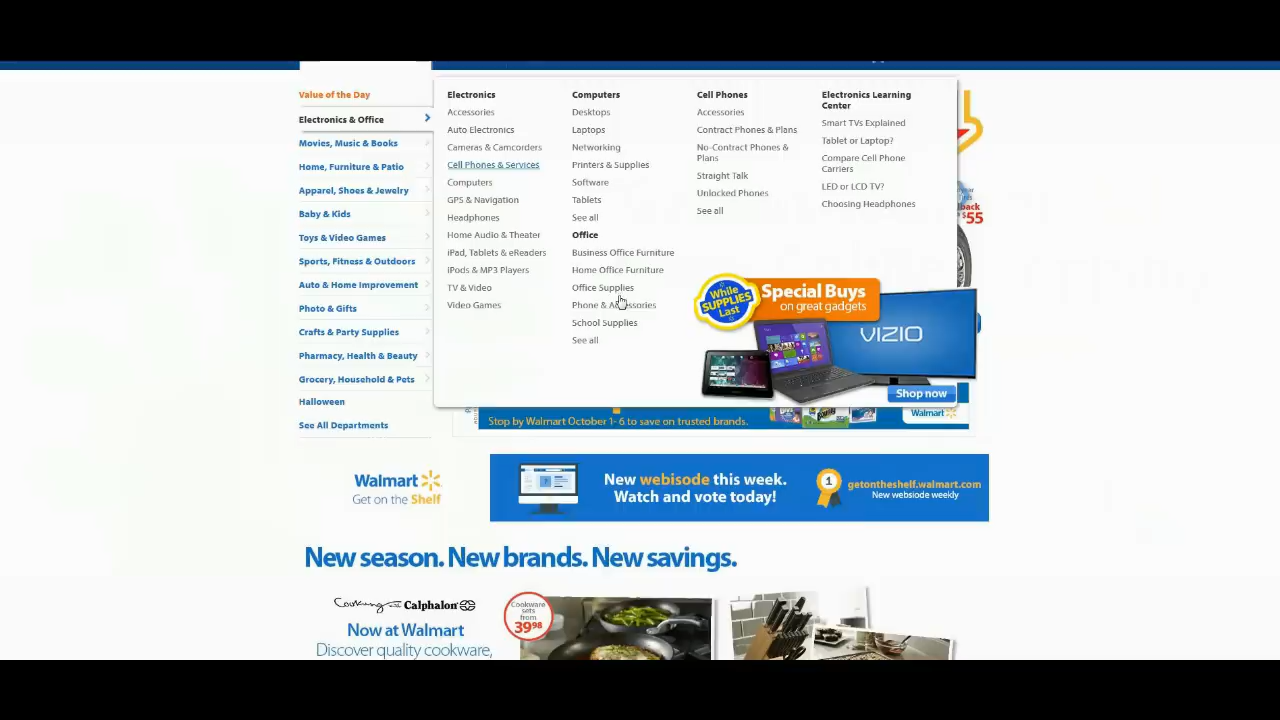 Value of the Day
Electronics & Office
Movies, Music & Books
Home, Furniture & Patio
Apparel, Shoes & Jewelry
Baby & Kids
Toys & Video Games
Sports, Fitness & Outdoors
Auto & Home Improvement
Photo & Gifts
Crafts & Party Supplies
Pharmacy, Health & Beauty
Grocery, Household & Pets
Halloween
See All Departments
Electronics
Accessories
Auto Electronics
Cameras & Camcorders
Cell Phones & Services
Computers
GPS & Navigation
Headphones
Home Audio & Theater
iPad, Tablets & eReaders
iPods & MP3 Players
TV & Video
Video Games
Computers
Desktops
Laptops
Networking
Printers & Supplies
Software
Tablets
See all
Office
Business Office Furniture
Home Office Furniture
Office Supplies
Phone & Accessories
School Supplies
See all
Cell Phones
Accessories
Contract Phones & Plans
No-Contract Phones &
Plans
Straight Talk
Unlocked Phones
See all
Electronics Learning
Center
Smart TVs Explained
Tablet or Laptop?
Compare Cell Phone
Carriers
LED or LCD TV?
Choosing Headphones
While
SUPPLIES
Last
Special Buys
on great gadgets
VIZIO
Shop now
back
$55
Stop by Walmart October 1- 6 to save on trusted brands.
Walmart
Walmart
Get on the Shelf
New webisode this week.
Watch and vote today!
1
getontheshelf.walmart.com
New websiode weekly
New season. New brands. New savings.
Cooking with Calphalon
Now at Walmart
Discover quality cookware,
Cookware
sets
from
39.98